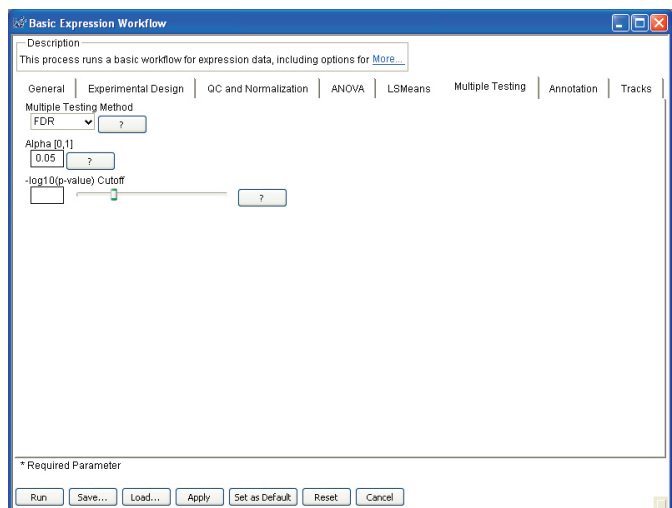 Basic Expression Workflow
Description
This process runs a basic workflow for expression data, including options for More...
General Experimental Design QC and Normalization ANOVA LSMeans Multiple Testing Annotation Tracks
Multiple Testing Method
FDR ?
Alpha [0,1]
0.05 ?
-log10(p-value) Cutoff
?
* Required Parameter
Run Save... Load... Apply Set as Default Reset Cancel